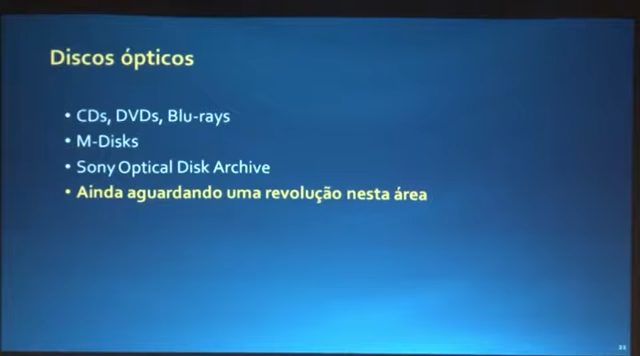 Discos ópticos
• CDs, DVDs, Blu-rays
• M-Disks
• Sony Optical Disk Archive
• Ainda aguardando uma revolução nesta área